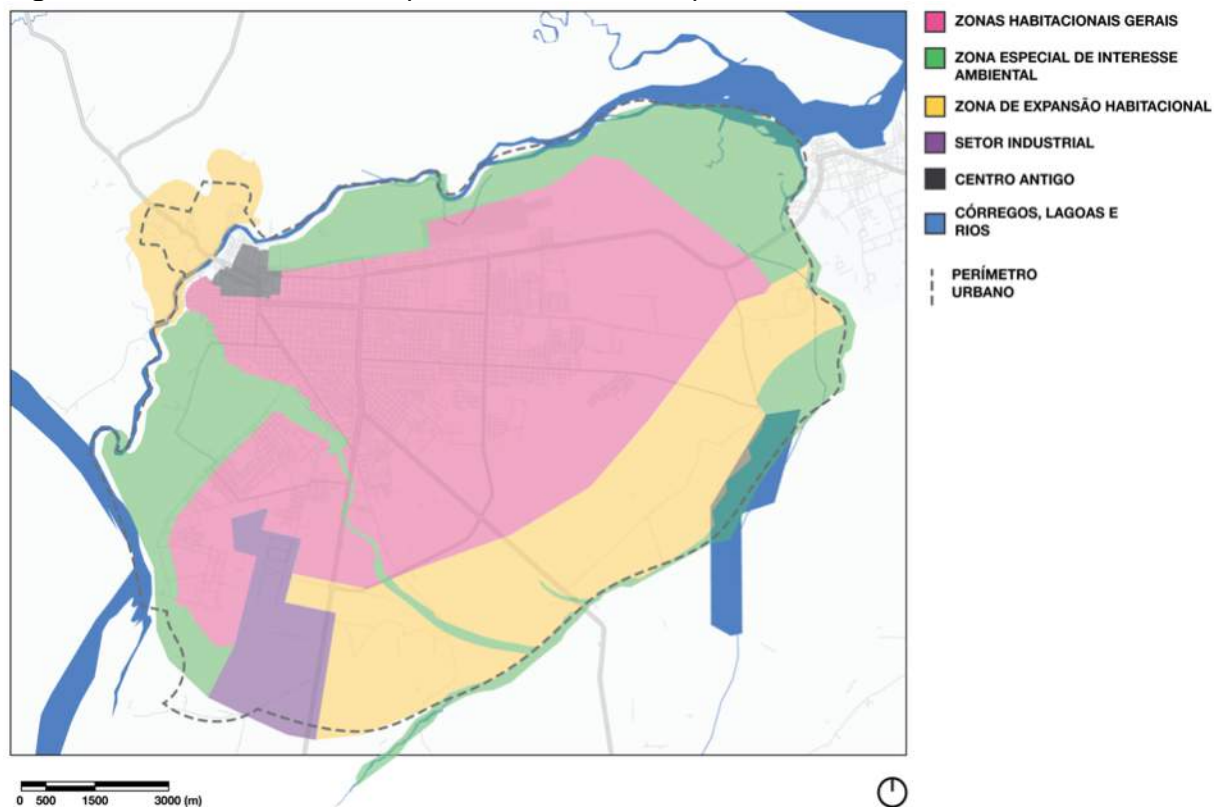 ZONAS HABITACIONAIS GERAIS
ZONA ESPECIAL DE INTERESSE
AMBIENTAL
ZONA DE EXPANSÃO HABITACIONAL
SETOR INDUSTRIAL
CENTRO ANTIGO
CÓRREGOS, LAGOAS E
RIOS
PERÍMETRO
URBANO
0 500 1500 3000 (m)